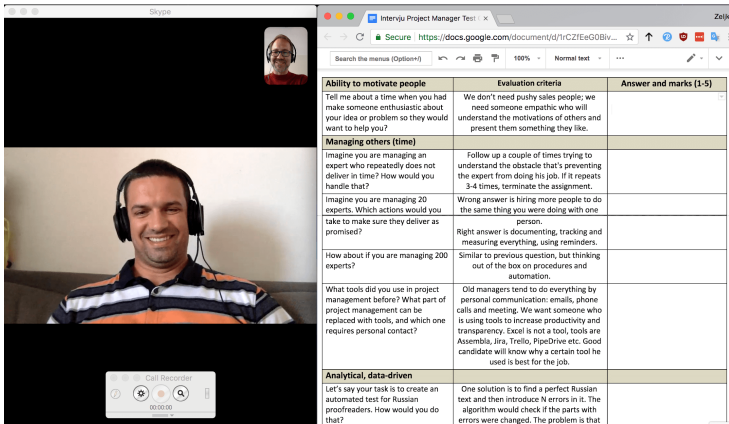 Skype
Call Recorder
00:00:00
Intervju Project Manager Test
Secure
https://docs.google.com/document/d/1rCZfEeG0Biv...
Search the menus (Option+/)
100%
Normal text
Ability to motivate people
Evaluation criteria
Answer and marks (1-5)
Tell me about a time when you had
make someone enthusiastic about
your idea or problem so they would
want to help you?
We don't need pushy sales people; we
need someone empathic who will
understand the motivations of others and
present them something they like.
Managing others (time)
Imagine you are managing an
expert who repeatedly does not
deliver in time? How would you
handle that?
Follow up a couple of times trying to
understand the obstacle that's preventing
the expert from doing his job. If it repeats
3-4 times, terminate the assignment.
Imagine you are managing 20
experts. Which actions would you
take to make sure they deliver as
promised?
Wrong answer is hiring more people to do
the same thing you were doing with one
person.
Right answer is documenting, tracking and
measuring everything, using reminders.
How about if you are managing 200
experts?
Similar to previous question, but thinking
out of the box on procedures and
automation.
What tools did you use in project
management before? What part of
project management can be
replaced with tools, and which one
requires personal contact?
Old managers tend to do everything by
personal communication: emails, phone
calls and meeting. We want someone who
is using tools to increase productivity and
transparency. Excel is not a tool, tools are
Assembla, Jira, Trello, PipeDrive etc. Good
candidate will know why a certain tool he
used is best for the job.
Analytical, data-driven
Let's say your task is to create an
automated test for Russian
proofreaders. How would you do
that?
One solution is to find a perfect Russian
text and then introduce N errors in it. The
algorithm would check if the parts with
errors were changed. The problem is that